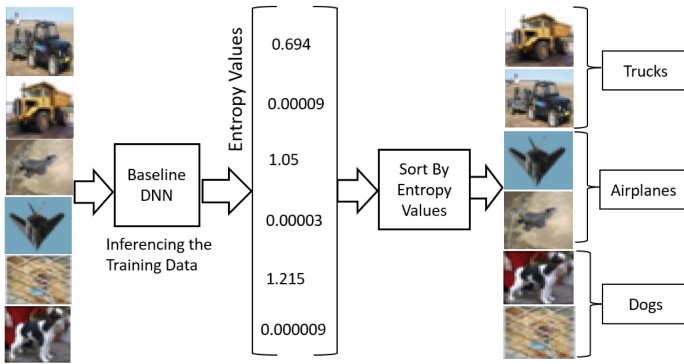 Baseline
DNN
Inferencing the
Training Data
Entropy Values
0.694
0.00009
1.05
0.00003
1.215
0.000009
Sort By
Entropy
Values
Trucks
Airplanes
Dogs